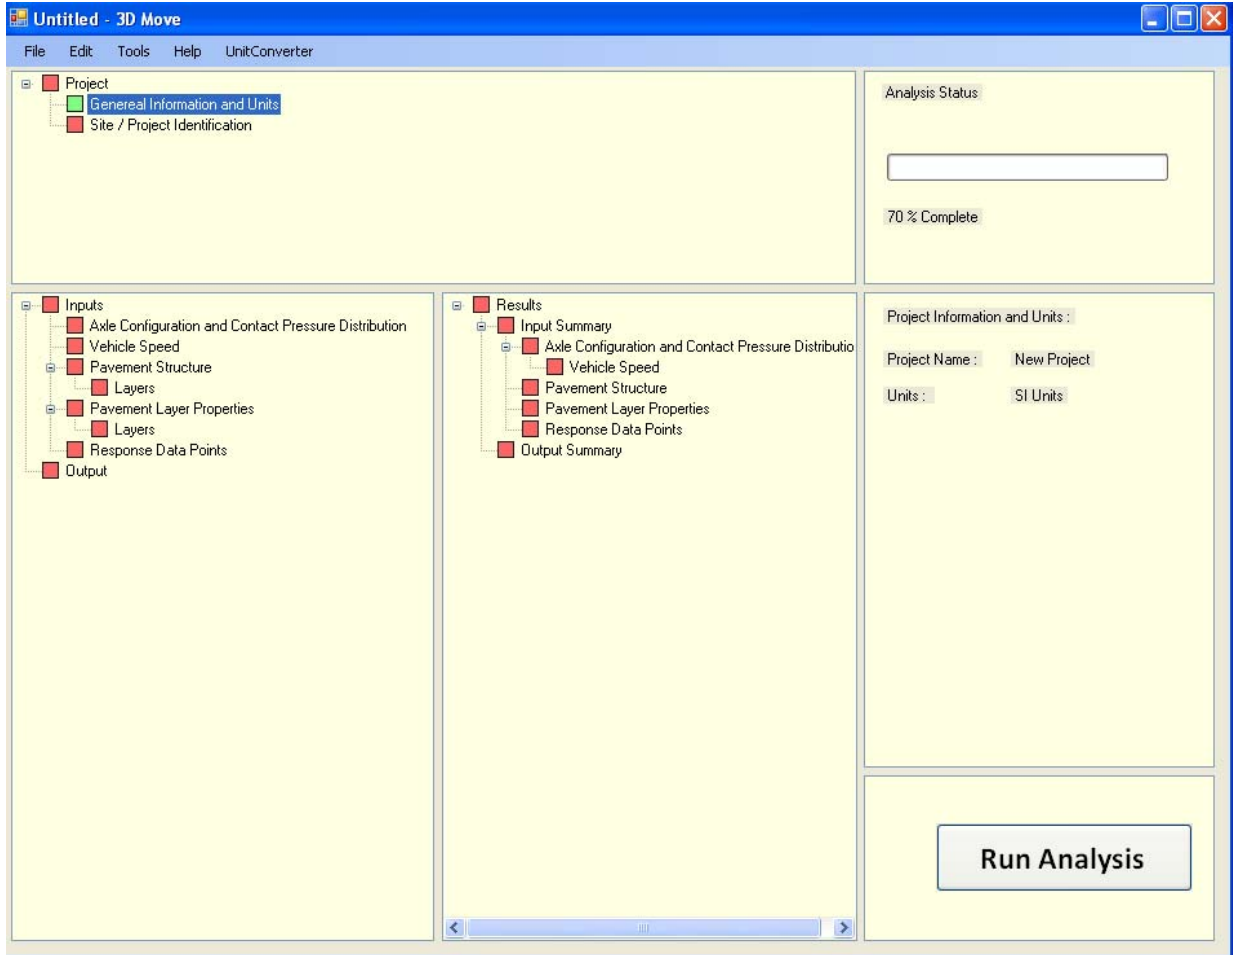 Untitled - 3D Move
File Edit Tools Help UnitConverter
Project
Genereal Information and Units
Site / Project Identification
Analysis Status
70 % Complete
Inputs
Axle Configuration and Contact Pressure Distribution
Vehicle Speed
Pavement Structure
Layers
Pavement Layer Properties
Layers
Response Data Points
Output
Results
Input Summary
Axle Configuration and Contact Pressure Distributio
Vehicle Speed
Pavement Structure
Pavement Layer Properties
Response Data Points
Output Summary
Project Information and Units :
Project Name : New Project
Units : SI Units
Run Analysis